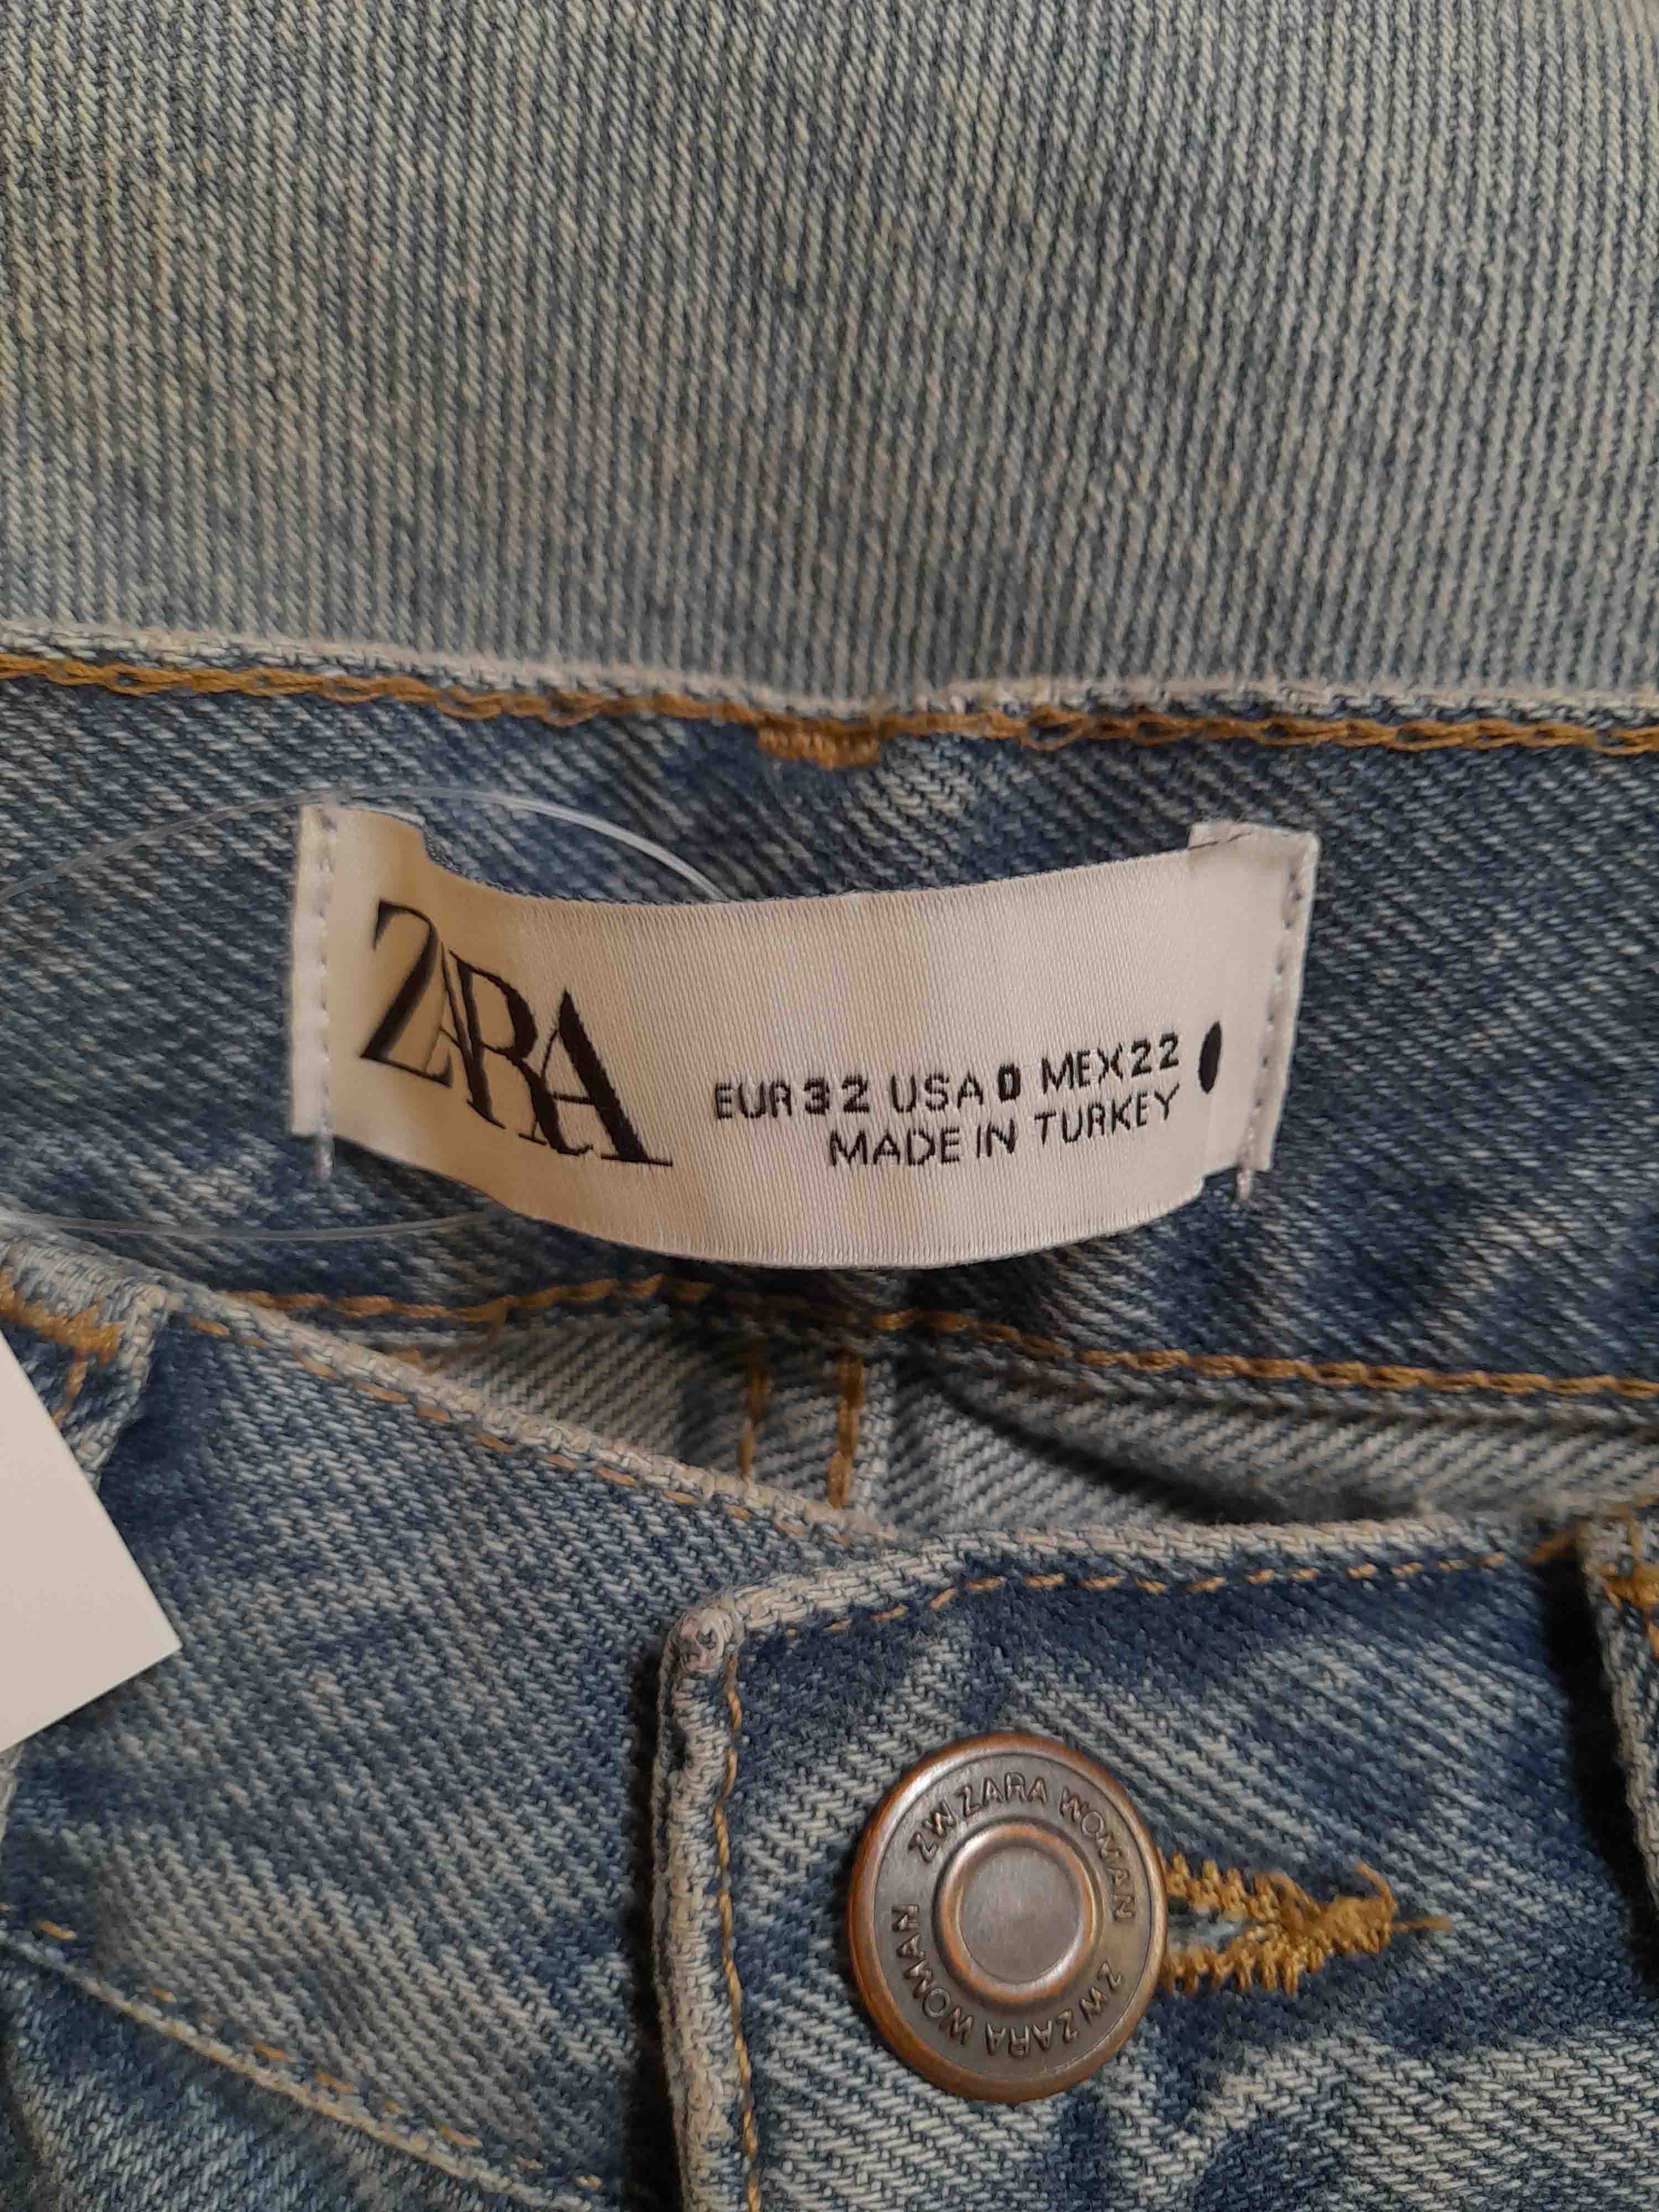 ZARA
EUR 32 USA 0 MEX 22
MADE IN TURKEY
ZW ZARA WOMAN
ZW ZARA WOMAN